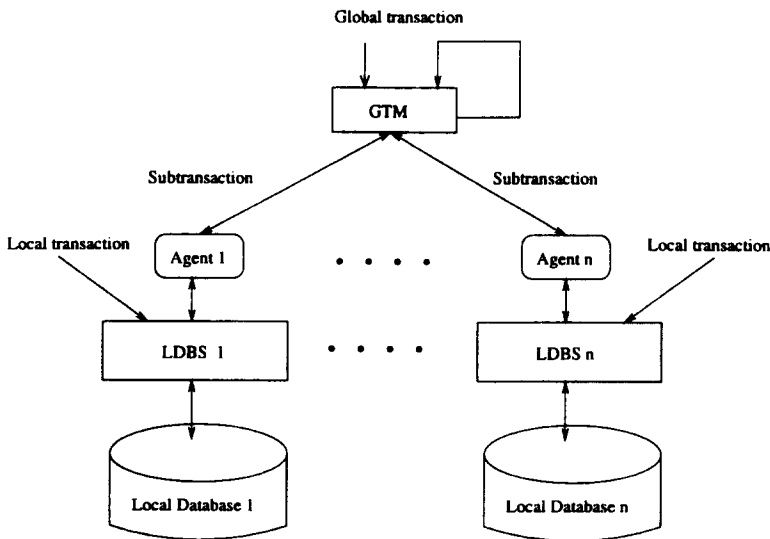 Global transaction
GTM
Subtransaction
Subtransaction
Local transaction
Agent 1
Agent n
Local transaction
LDBS 1
LDBS n
Local Database 1
Local Database n